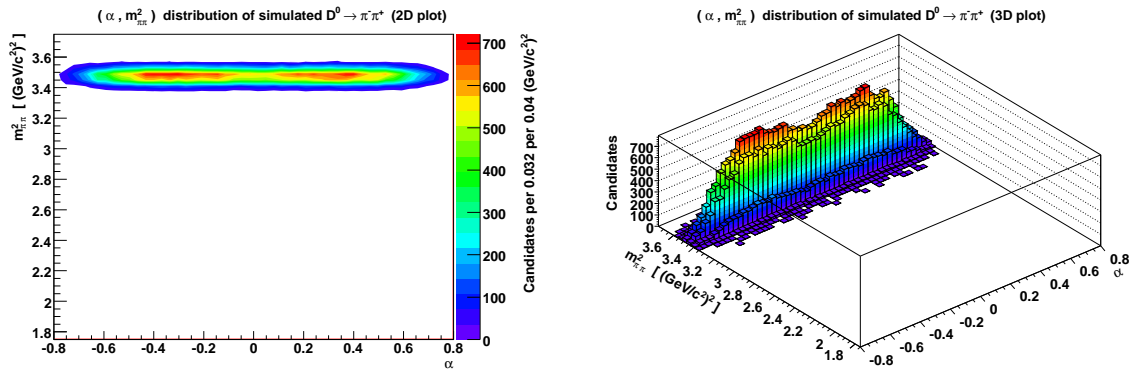 ( α , m²ππ ) distribution of simulated D⁰ → π⁻π⁺ (2D plot)
m²ππ [ (GeV/c²)² ]
3.6
3.4
3.2
3
2.8
2.6
2.4
2.2
2
1.8
-0.8 -0.6 -0.4 -0.2 0 0.2 0.4 0.6 0.8
α
700
600
500
400
300
200
100
0
Candidates per 0.032 per 0.04 (GeV/c²)²
( α , m²ππ ) distribution of simulated D⁰ → π⁻π⁺ (3D plot)
Candidates
700
600
500
400
300
200
100
0
m²ππ [ (GeV/c²)² ]
3.6 3.4 3.2 3 2.8 2.6 2.4 2.2 2 1.8
-0.8 -0.6 -0.4 -0.2 0 0.2 0.4 0.6 0.8
α